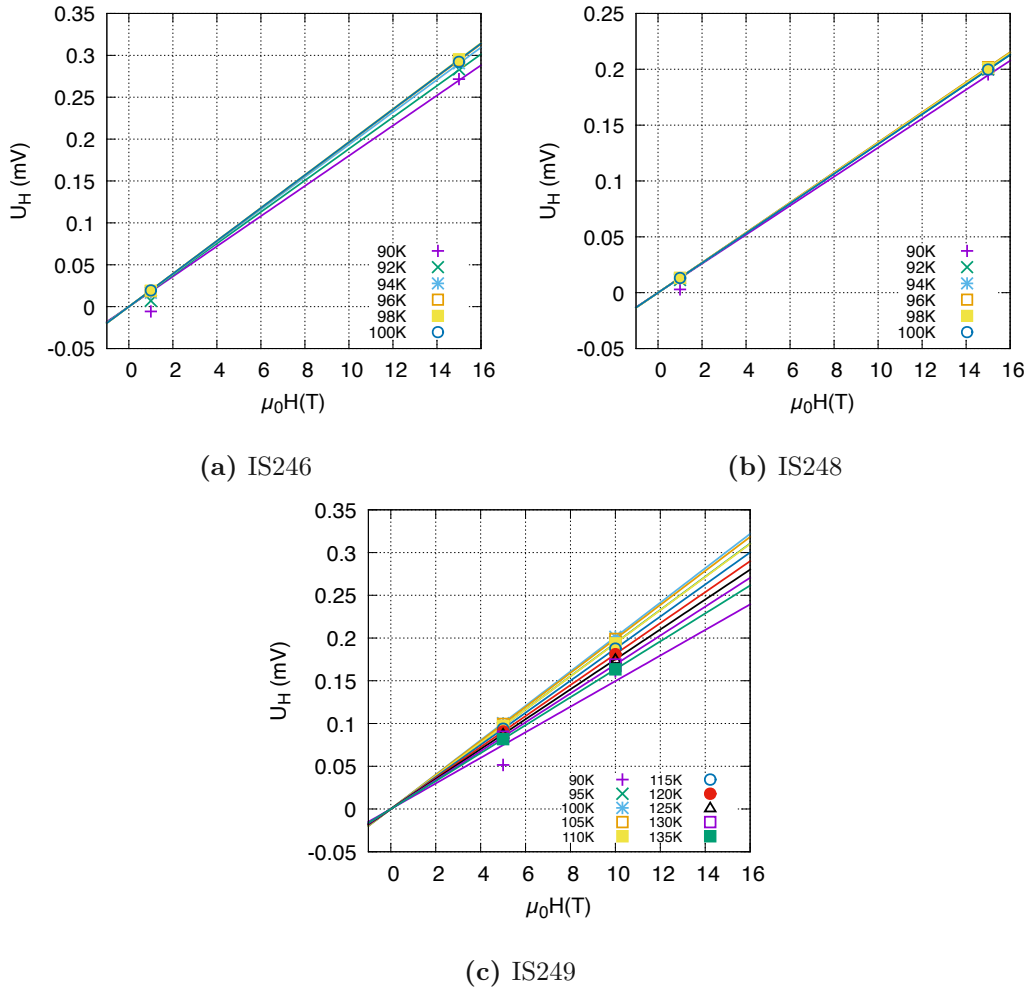 0.35
0.3
0.25
0.2
0.15
0.1
0.05
0
-0.05
U_H (mV)
0 2 4 6 8 10 12 14 16
μ₀H(T)
90K
92K
94K
96K
98K
100K
(a) IS246
0.25
0.2
0.15
0.1
0.05
0
-0.05
U_H (mV)
0 2 4 6 8 10 12 14 16
μ₀H(T)
90K
92K
94K
96K
98K
100K
(b) IS248
0.35
0.3
0.25
0.2
0.15
0.1
0.05
0
-0.05
U_H (mV)
0 2 4 6 8 10 12 14 16
μ₀H(T)
90K 115K
95K 120K
100K 125K
105K 130K
110K 135K
(c) IS249